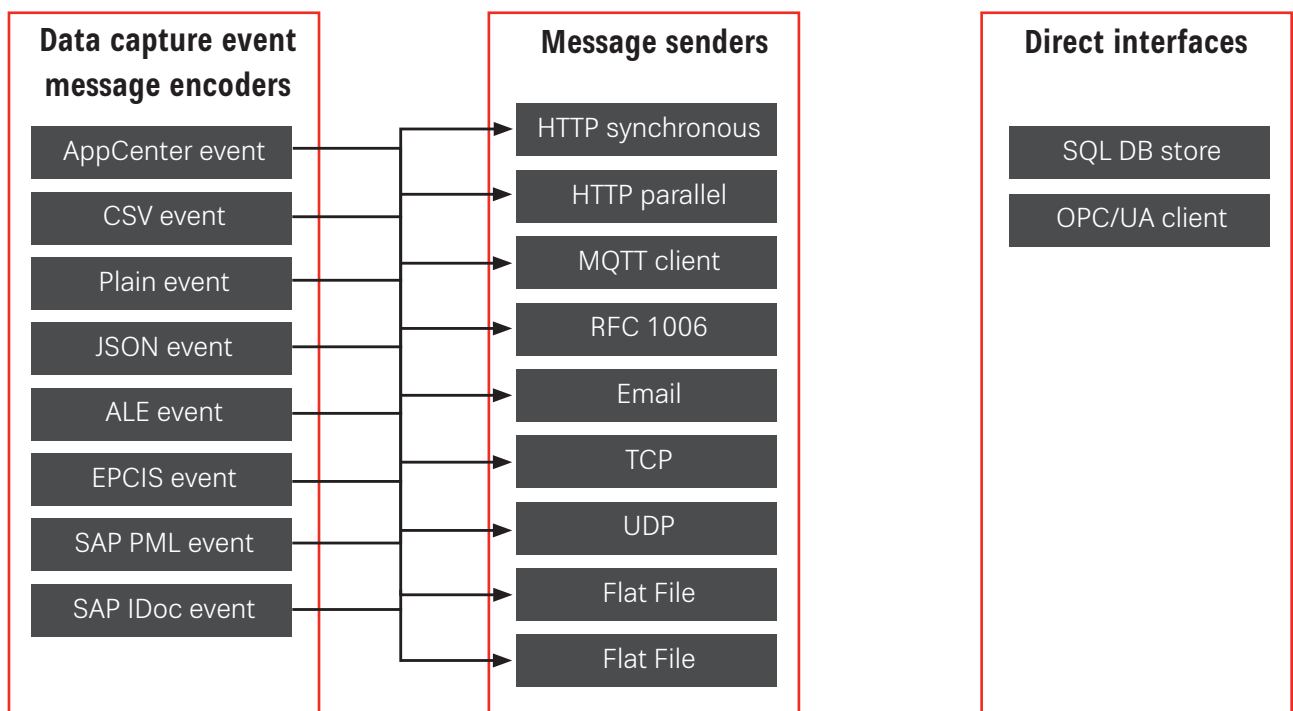 Data capture event
message encoders
AppCenter event
CSV event
Plain event
JSON event
ALE event
EPCIS event
SAP PML event
SAP IDoc event
Message senders
HTTP synchronous
HTTP parallel
MQTT client
RFC 1006
Email
TCP
UDP
Flat File
Flat File
Direct interfaces
SQL DB store
OPC/UA client